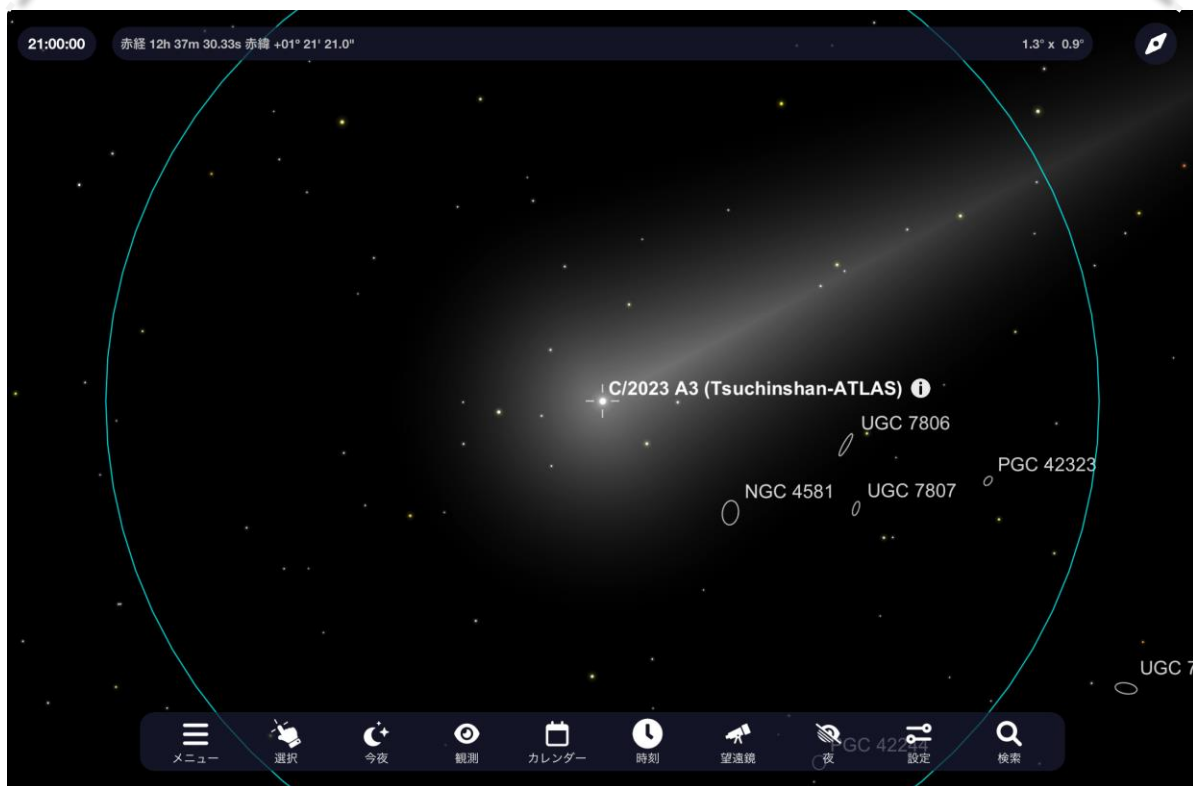 21:00:00
赤経 12h 37m 30.33s 赤緯 +01° 21' 21.0"
1.3° x 0.9°
C/2023 A3 (Tsuchinshan-ATLAS)
UGC 7806
PGC 42323
NGC 4581
UGC 7807
UGC 7
PGC 42244
メニュー
選択
今夜
観測
カレンダー
時刻
望遠鏡
夜
設定
検索